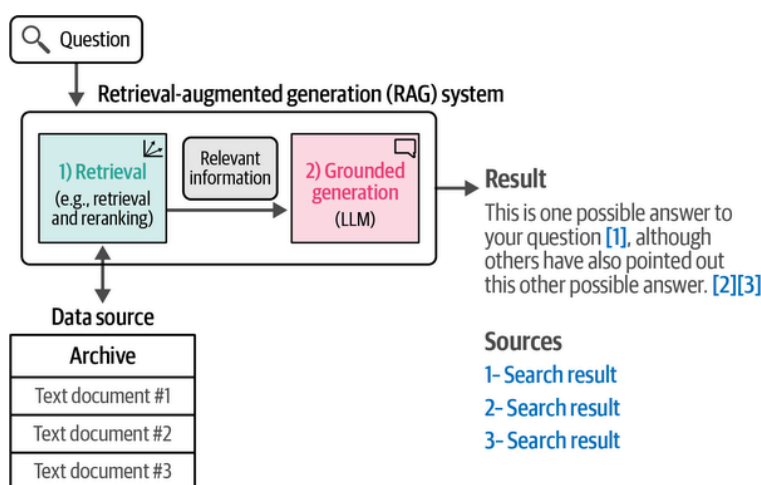 Question
Retrieval-augmented generation (RAG) system
1) Retrieval
(e.g., retrieval
and reranking)
Relevant
information
2) Grounded
generation
(LLM)
Result
This is one possible answer to
your question [1], although
others have also pointed out
this other possible answer. [2][3]
Data source
Archive
Text document #1
Text document #2
Text document #3
Sources
1- Search result
2- Search result
3- Search result